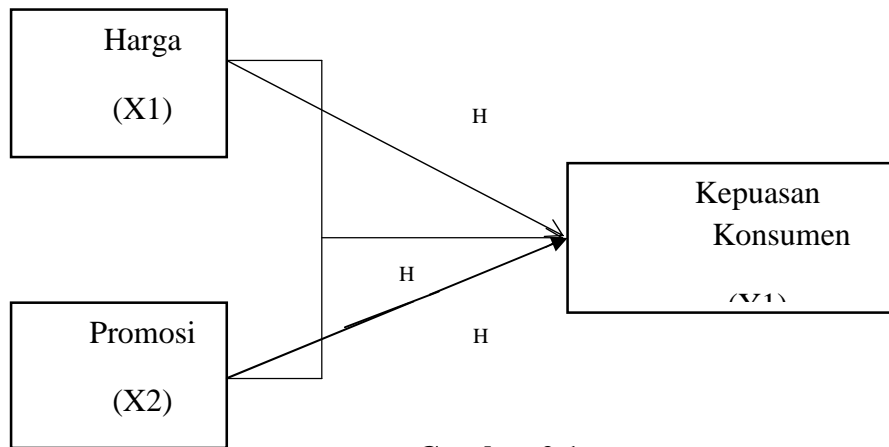 Harga
(X1)
H
Kepuasan
Konsumen
H
Promosi
H
(X2)